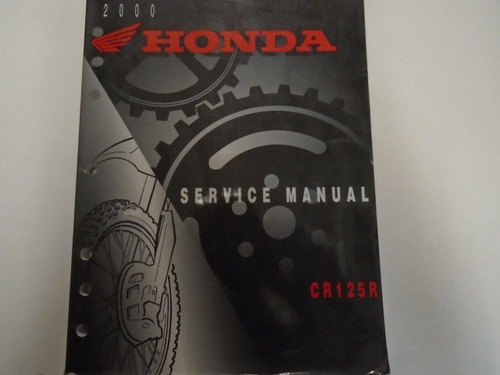 2000
HONDA
SERVICE MANUAL
CR125R